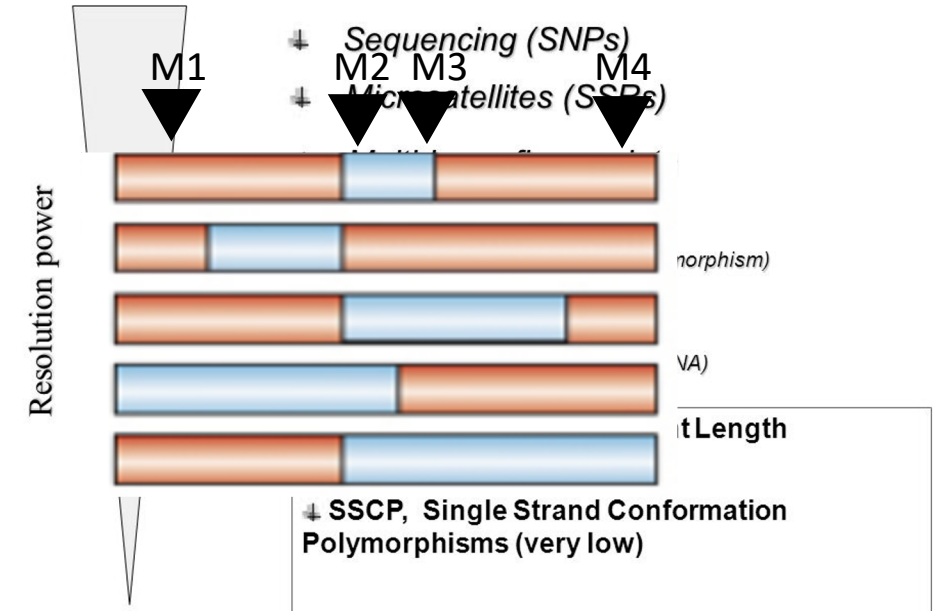 Sequencing (SNPs)
M1 M2 M3 M4
Microsatellites (SSRs)
Resolution power
morphism)
NA)
t Length
SSCP, Single Strand Conformation
Polymorphisms (very low)